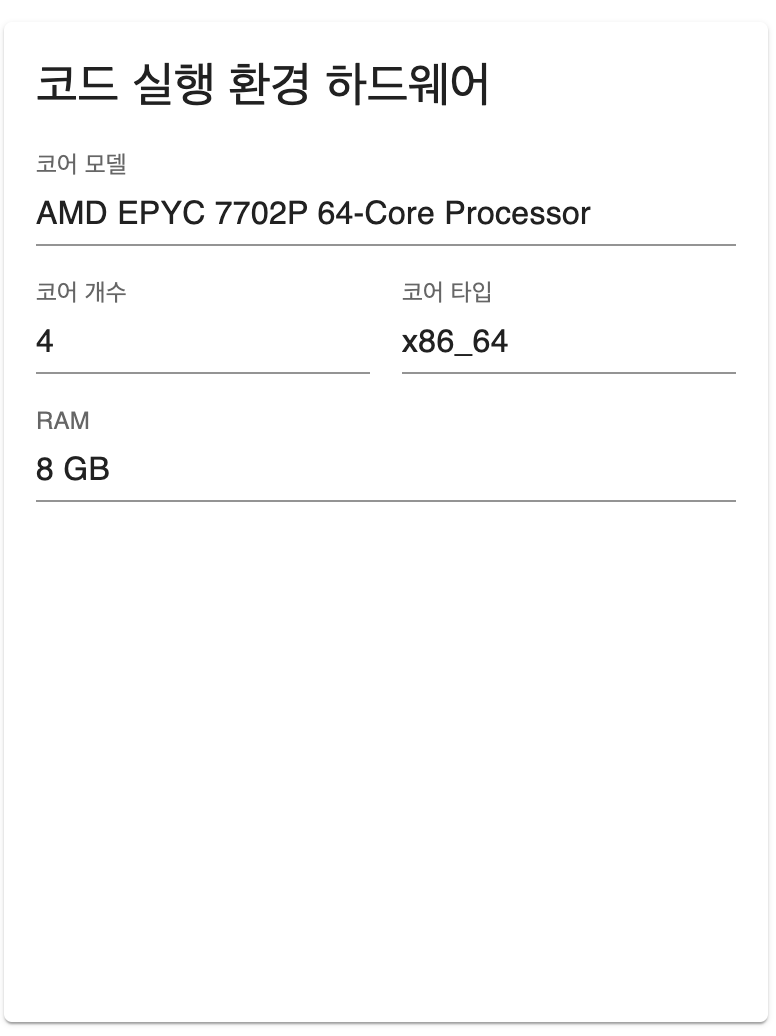 코드 실행 환경 하드웨어
코어 모델
AMD EPYC 7702P 64-Core Processor
코어 개수
4
코어 타입
x86_64
RAM
8 GB